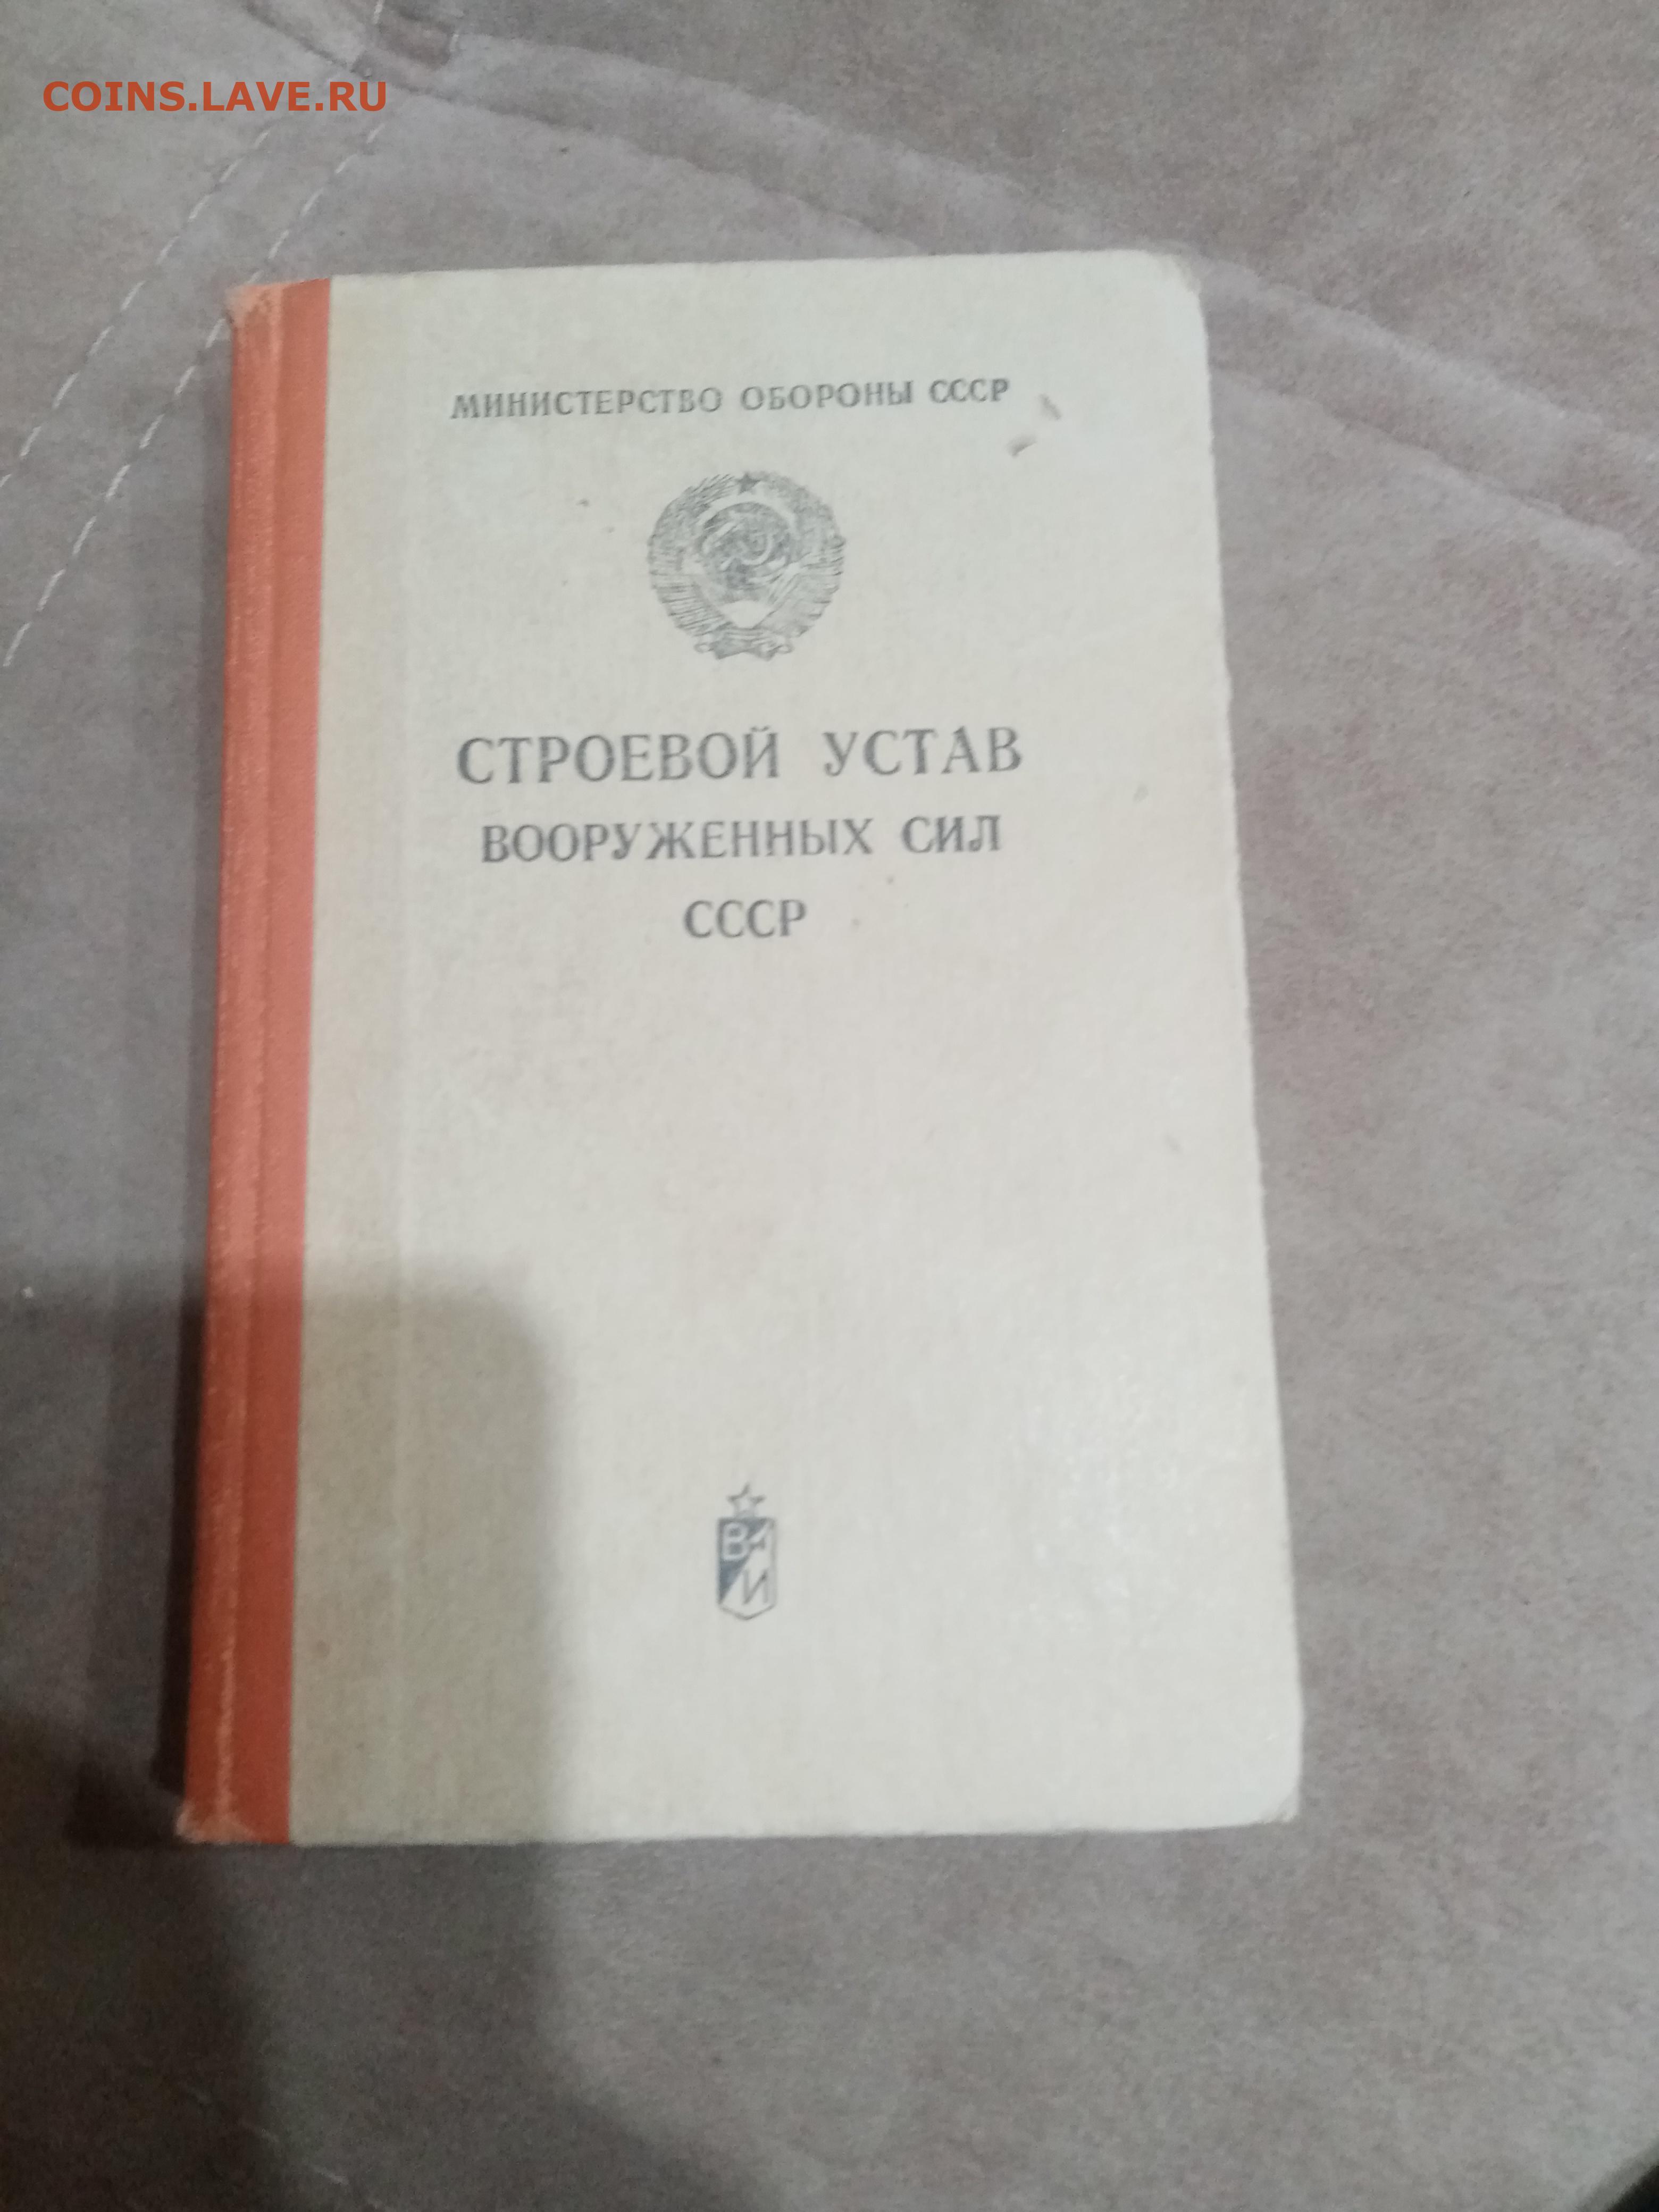 COINS.LAVE.RU
МИНИСТЕРСТВО ОБОРОНЫ СССР
СТРОЕВОЙ УСТАВ
ВООРУЖЕННЫХ СИЛ
СССР
В
И